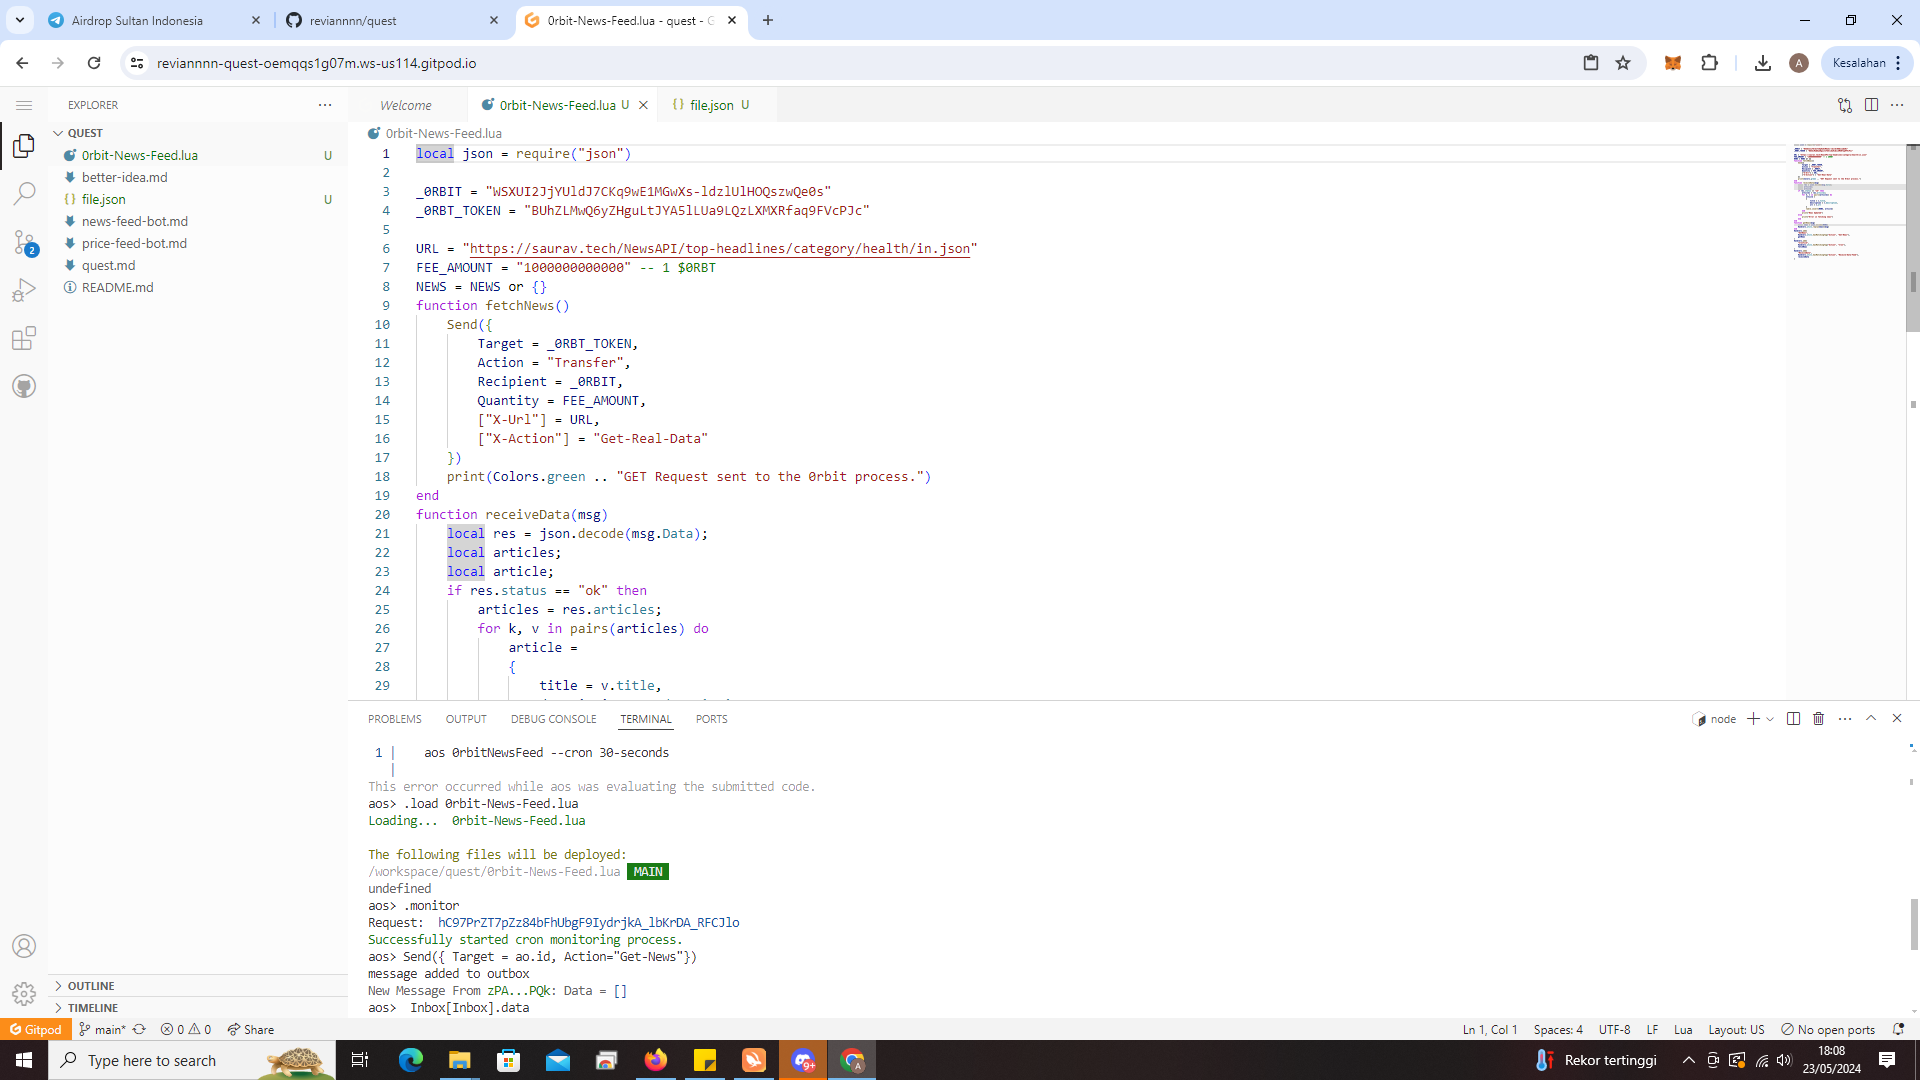 Airdrop Sultan Indonesia
reviannnn/quest
0rbit-News-Feed.lua - quest - G
reviannnn-quest-oemqqs1g07m.ws-us114.gitpod.io
A
Kesalahan
EXPLORER
QUEST
0rbit-News-Feed.lua U
better-idea.md
file.json U
news-feed-bot.md
price-feed-bot.md
quest.md
README.md
2
OUTLINE
TIMELINE
Welcome
0rbit-News-Feed.lua U
file.json U
0rbit-News-Feed.lua
1 local json = require("json")
2
3 _0RBIT = "WSXUI2JjYUldJ7CKq9wE1MGwXs-ldzlUlHOQszwQe0s"
4 _0RBT_TOKEN = "BUhZLMwQ6yZHguLtJYA5lLUa9LQzLXMXRfaq9FVcPJc"
5
6 URL = "https://saurav.tech/NewsAPI/top-headlines/category/health/in.json"
7 FEE_AMOUNT = "1000000000000" -- 1 $0RBT
8 NEWS = NEWS or {}
9 function fetchNews()
10 Send({
11 Target = _0RBT_TOKEN,
12 Action = "Transfer",
13 Recipient = _0RBIT,
14 Quantity = FEE_AMOUNT,
15 ["X-Url"] = URL,
16 ["X-Action"] = "Get-Real-Data"
17 })
18 print(Colors.green .. "GET Request sent to the 0rbit process.")
19 end
20 function receiveData(msg)
21 local res = json.decode(msg.Data);
22 local articles;
23 local article;
24 if res.status == "ok" then
25 articles = res.articles;
26 for k, v in pairs(articles) do
27 article =
28 {
29 title = v.title,
PROBLEMS OUTPUT DEBUG CONSOLE TERMINAL PORTS
node
1 | aos 0rbitNewsFeed --cron 30-seconds
|
This error occurred while aos was evaluating the submitted code.
aos> .load 0rbit-News-Feed.lua
Loading... 0rbit-News-Feed.lua
The following files will be deployed:
/workspace/quest/0rbit-News-Feed.lua MAIN
undefined
aos> .monitor
Request: hC97PrZT7pZz84bFhUbgF9IydrjkA_lbKrDA_RFCJlo
Successfully started cron monitoring process.
aos> Send({ Target = ao.id, Action="Get-News"})
message added to outbox
New Message From zPA...PQk: Data = []
aos> Inbox[Inbox].data
Gitpod main* 0 0 Share
Ln 1, Col 1 Spaces: 4 UTF-8 LF Lua Layout: US No open ports
Type here to search
9+
A
Rekor tertinggi
18:08
23/05/2024